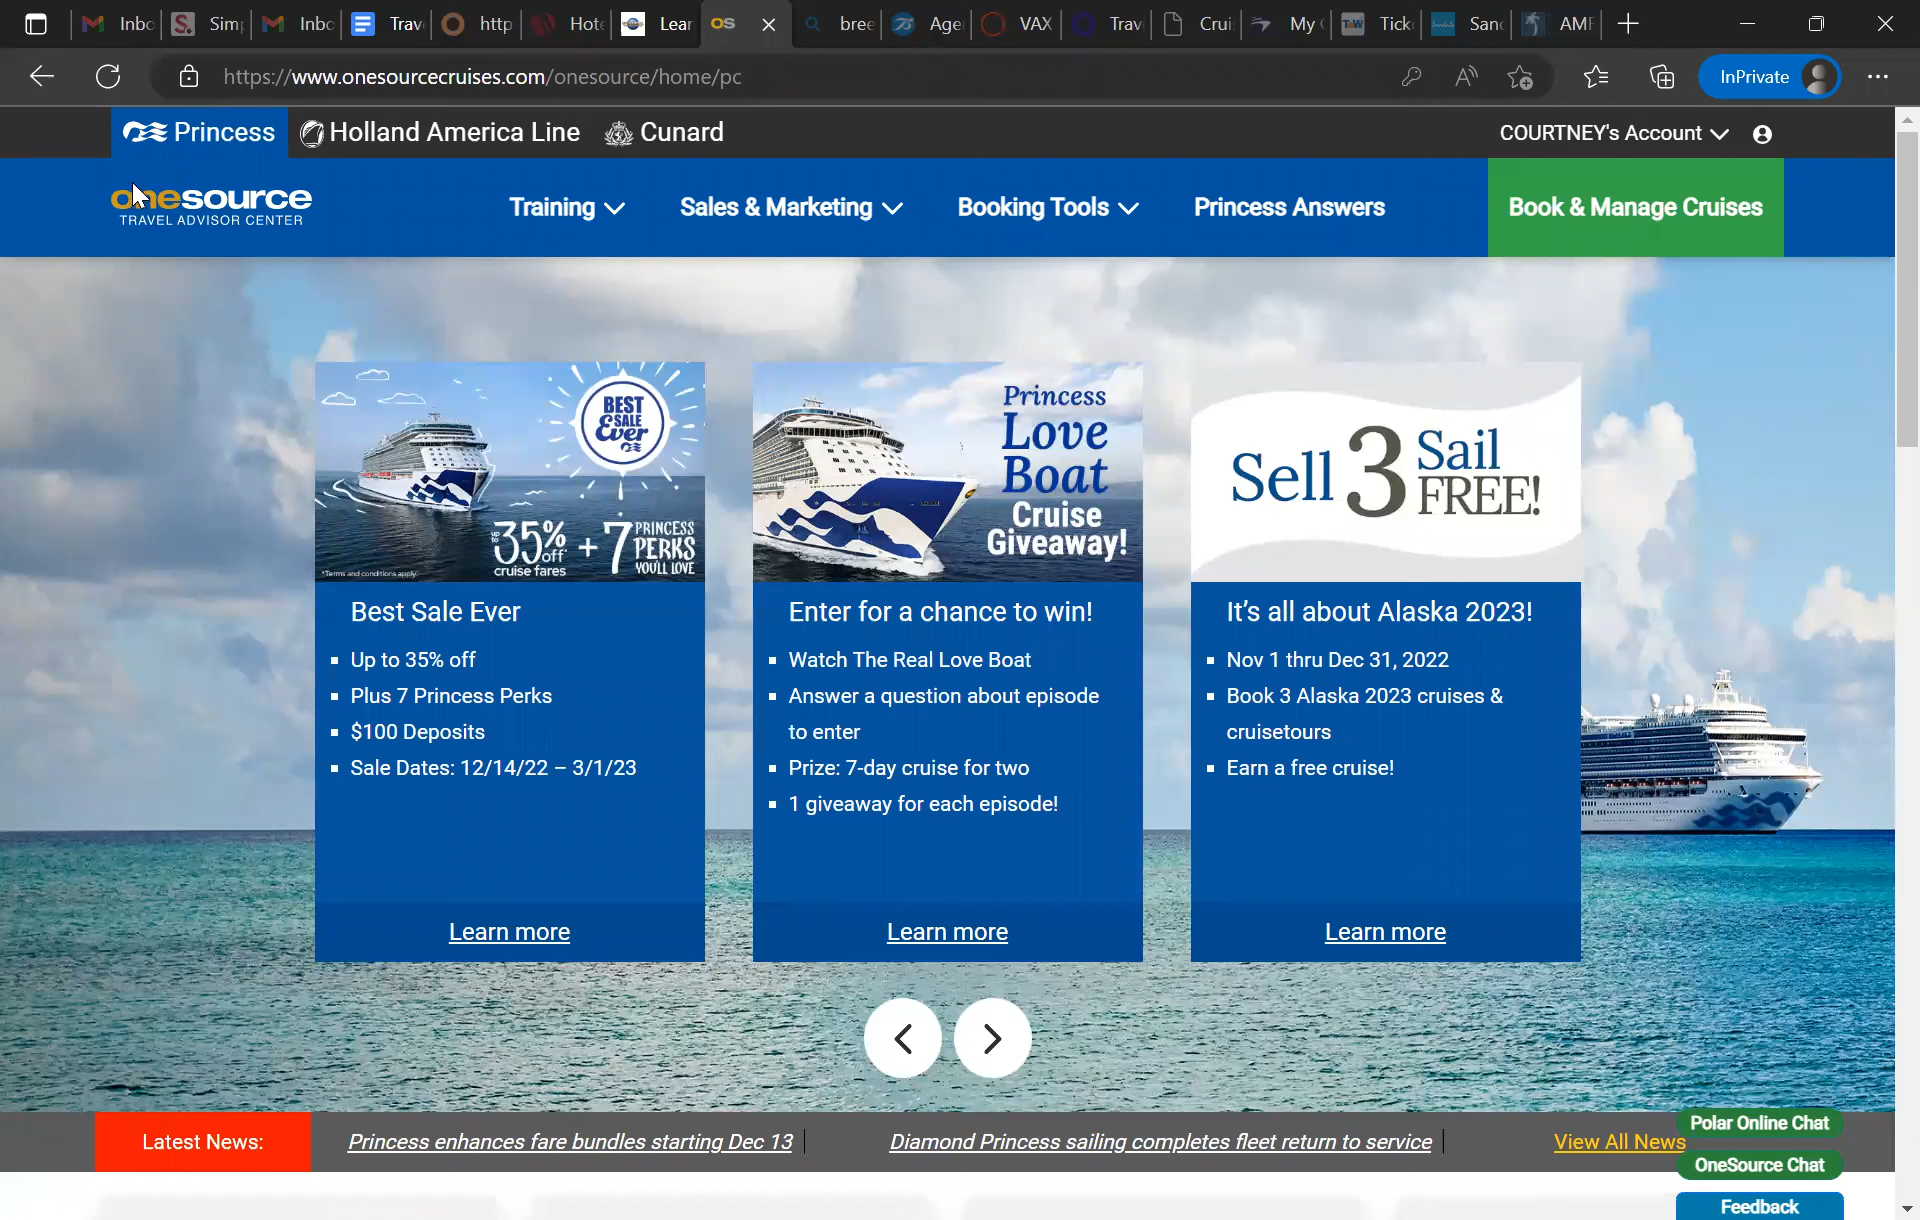 Inbo
Sim
Inbo
Trav
http
Hote
Lear
OS
bree
Age
VAX
Trav
Crui
My
Tick
Sand
AMF
https://www.onesourcecruises.com/onesource/home/pc
InPrivate
Princess
Holland America Line
Cunard
COURTNEY's Account
onesource
TRAVEL ADVISOR CENTER
Training
Sales & Marketing
Booking Tools
Princess Answers
Book & Manage Cruises
BEST
SALE
Ever
up to 35% off cruise fares + 7 PRINCESS PERKS YOU'LL LOVE
*Terms and conditions apply.
Best Sale Ever
Up to 35% off
Plus 7 Princess Perks
$100 Deposits
Sale Dates: 12/14/22 – 3/1/23
Learn more
Princess
Love
Boat
Cruise
Giveaway!
Enter for a chance to win!
Watch The Real Love Boat
Answer a question about episode
to enter
Prize: 7-day cruise for two
1 giveaway for each episode!
Learn more
Sell 3 Sail FREE!
It's all about Alaska 2023!
Nov 1 thru Dec 31, 2022
Book 3 Alaska 2023 cruises &
cruisetours
Earn a free cruise!
Learn more
Latest News:
Princess enhances fare bundles starting Dec 13
Diamond Princess sailing completes fleet return to service
View All News
Polar Online Chat
OneSource Chat
Feedback